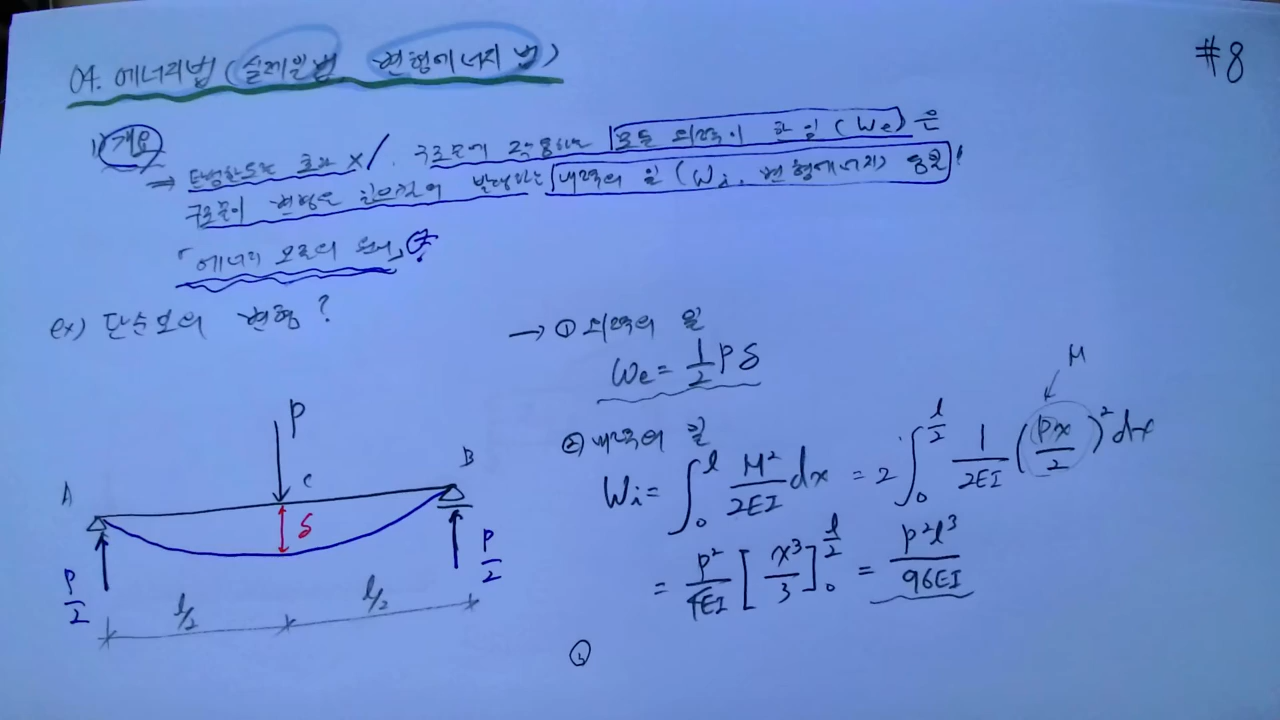 #8
04. 에너지법 (실례일법 변형에너지법)
1) 개요
⇒ 탄성한도는 초과 X / 구조물에 작용하는 모든 외력이 한 일 (We) 은
구조물이 변형을 일으키며 발생하는 내력의 일 (Wi, 변형에너지)과 동일!
「에너지 보존의 법칙」
ex) 단순보의 변형?
→ ① 외력의 일
We = 1/2 Pδ
② 내력의 일
Wi = ∫₀^l M²/2EI dx = 2∫₀^(l/2) 1/2EI (Px/2)² dx
M
= P²/4EI [x³/3]₀^(l/2) = P²l³/96EI
③
P
A C B
δ
P/2 P/2
l/2 l/2